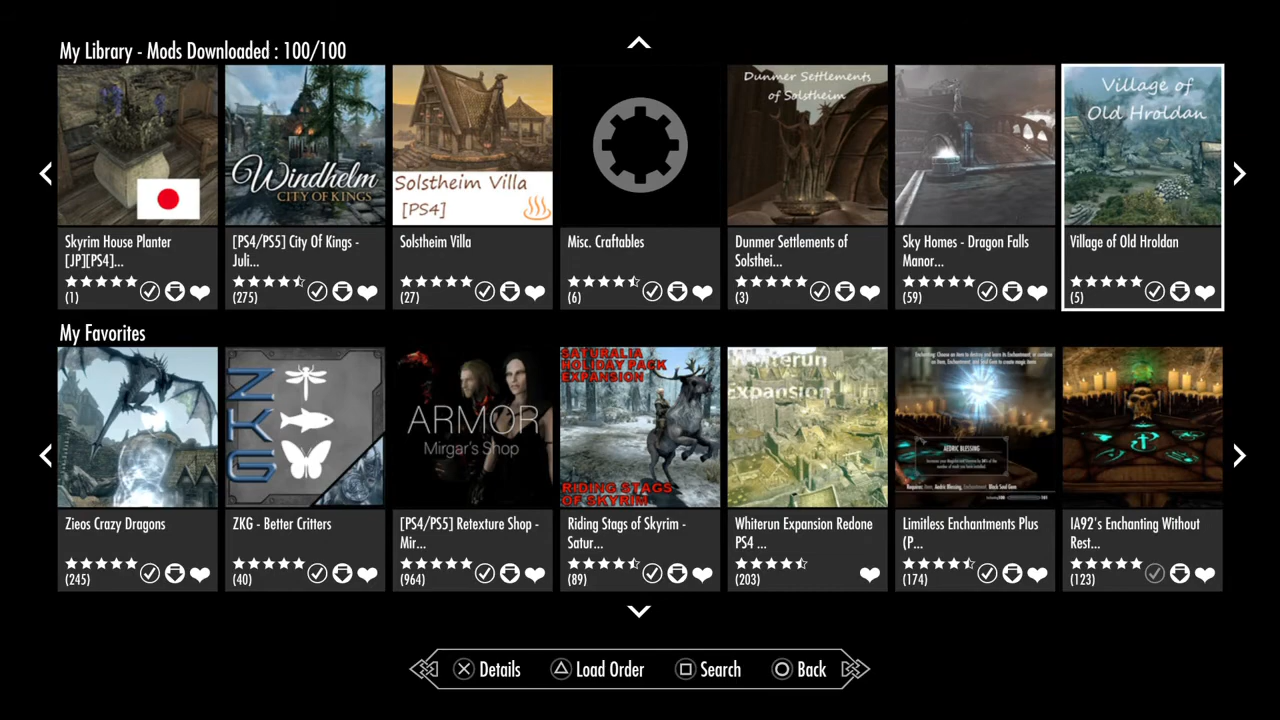 My Library - Mods Downloaded : 100/100
Windhelm
CITY OF KINGS
Solstheim Villa
[PS4]
Dunmer Settlements
of Solstheim
Village of
Old Hroldan
Skyrim House Planter
[JP][PS4]...
(1)
[PS4/PS5] City Of Kings -
Juli...
(275)
Solstheim Villa
(27)
Misc. Craftables
(6)
Dunmer Settlements of
Solsthei...
(3)
Sky Homes - Dragon Falls
Manor...
(59)
Village of Old Hroldan
(5)
My Favorites
ZKG
ARMOR
Mirgar's Shop
SATURALIA
HOLIDAY PACK
EXPANSION
RIDING STAGS
OF SKYRIM
Whiterun
Expansion
AEDRIC BLESSING
Zieos Crazy Dragons
(245)
ZKG - Better Critters
(40)
[PS4/PS5] Retexture Shop -
Mir...
(964)
Riding Stags of Skyrim -
Satur...
(89)
Whiterun Expansion Redone
PS4 ...
(203)
Limitless Enchantments Plus
(P...
(174)
IA92's Enchanting Without
Rest...
(123)
Details
Load Order
Search
Back